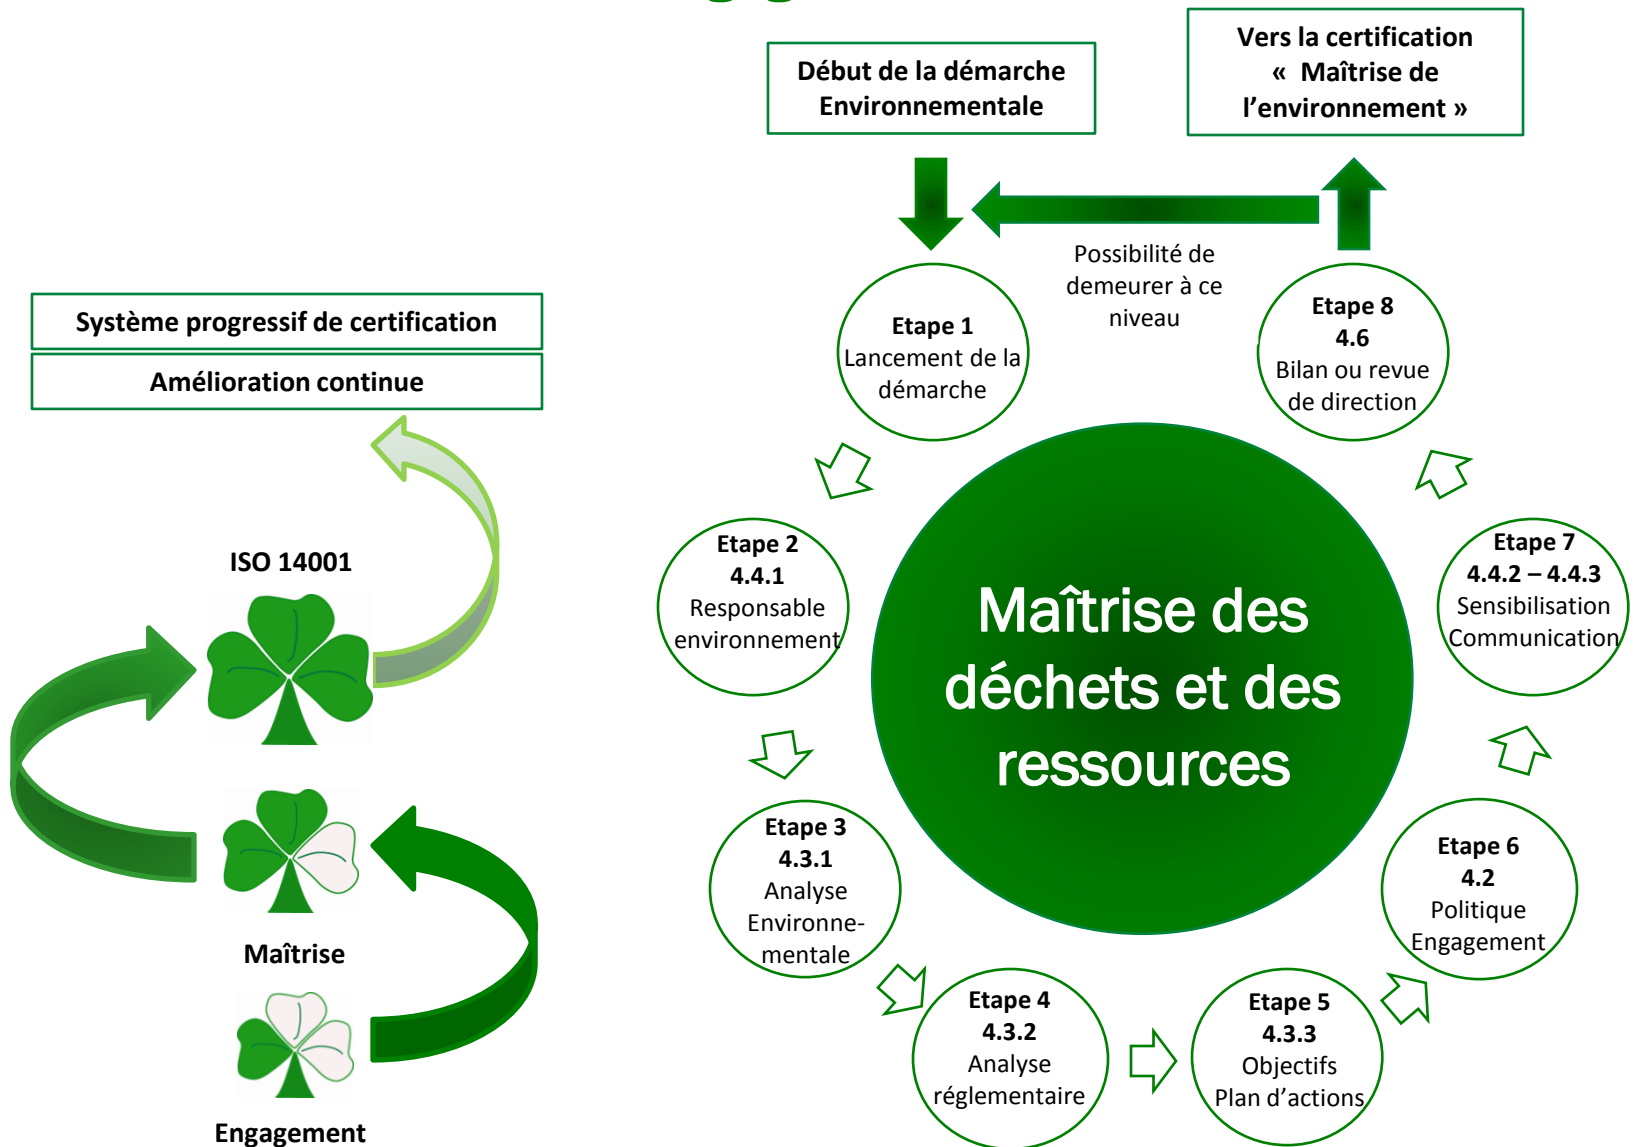 Système progressif de certification
Amélioration continue
ISO 14001
Maîtrise
Engagement
Début de la démarche
Environnementale
Vers la certification
« Maîtrise de
l’environnement »
Possibilité de
demeurer à ce
niveau
Etape 1
Lancement de la
démarche
Etape 2
4.4.1
Responsable
environnement
Etape 3
4.3.1
Analyse
Environne-
mentale
Etape 4
4.3.2
Analyse
réglementaire
Etape 5
4.3.3
Objectifs
Plan d’actions
Etape 6
4.2
Politique
Engagement
Etape 7
4.4.2 – 4.4.3
Sensibilisation
Communication
Etape 8
4.6
Bilan ou revue
de direction
Maîtrise des
déchets et des
ressources